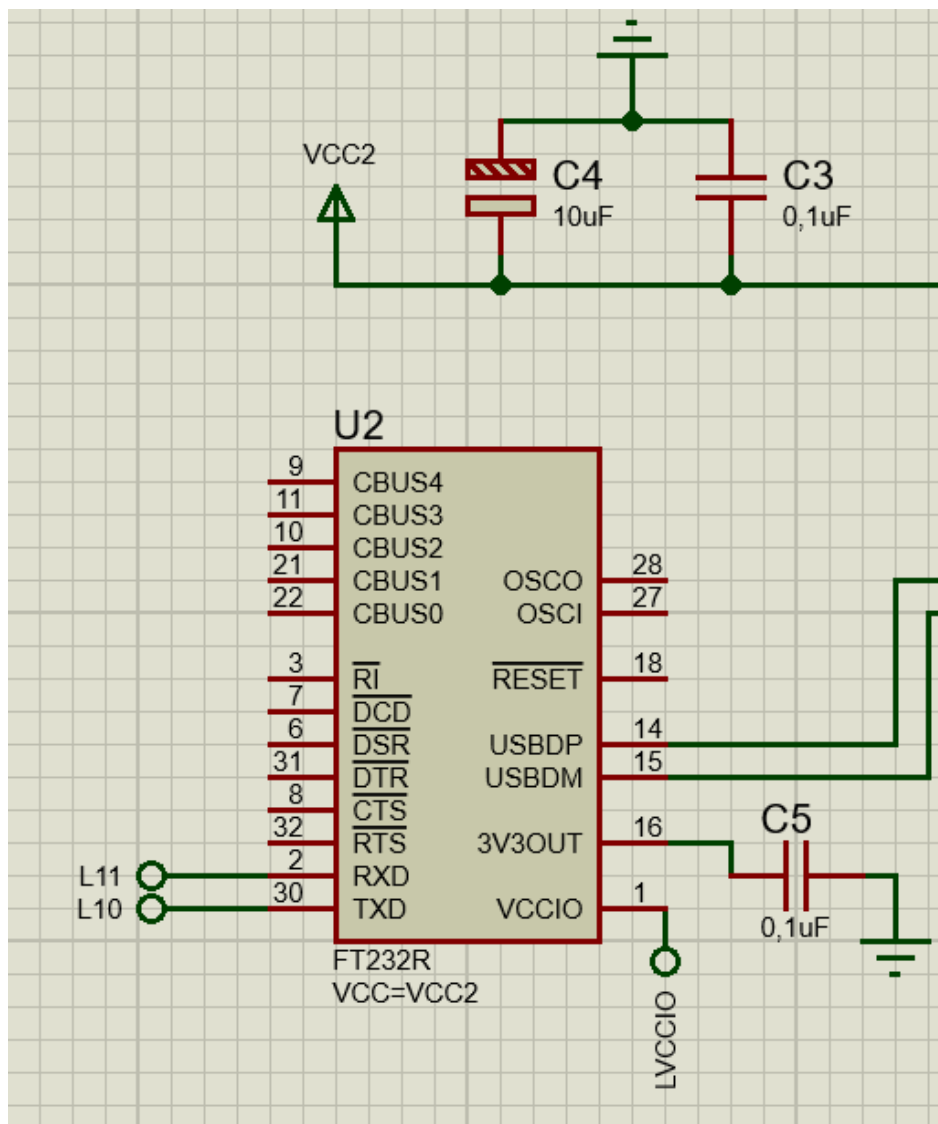 VCC2
C4
10uF
C3
0,1uF
U2
9 CBUS4
11 CBUS3
10 CBUS2
21 CBUS1 OSCO 28
22 CBUS0 OSCI 27
3 RI RESET 18
7 DCD
6 DSR USBDP 14
31 DTR USBDM 15
8 CTS
32 RTS 3V3OUT 16
C5
0,1uF
L11 2 RXD
L10 30 TXD VCCIO 1
FT232R
VCC=VCC2
LVCCIO